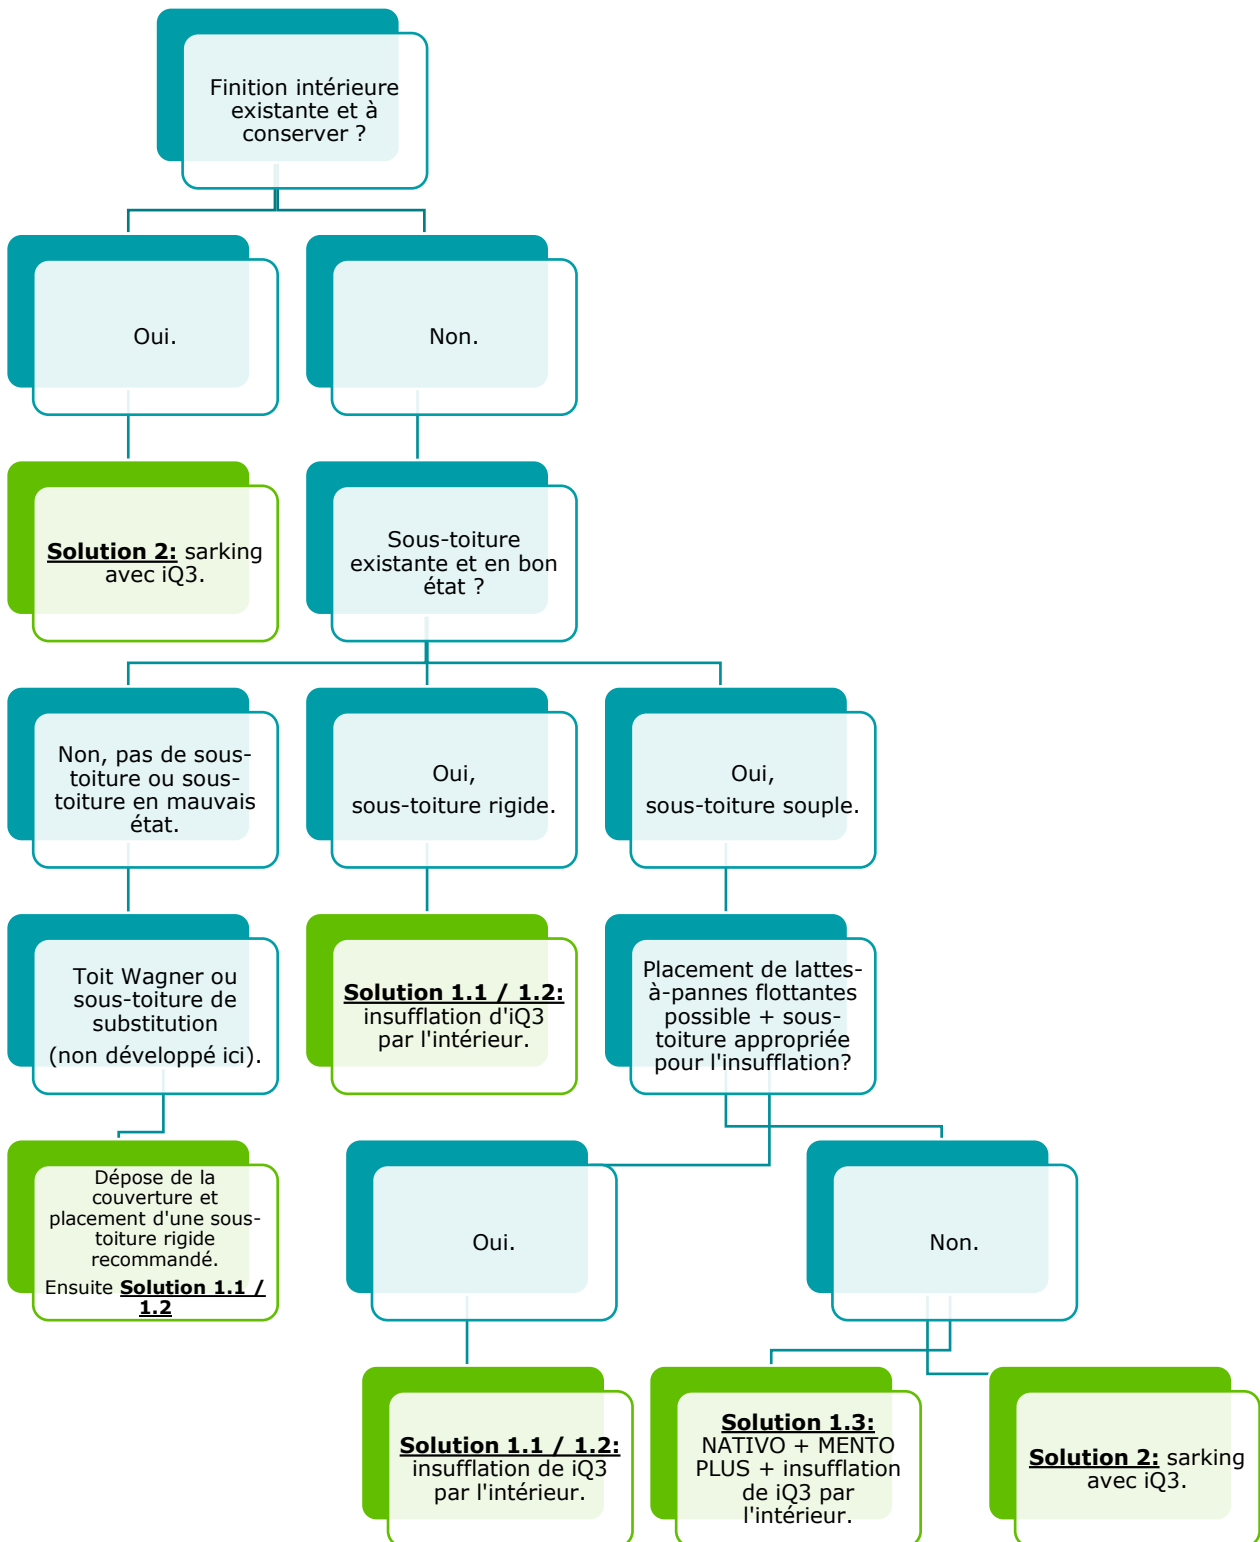 Finition intérieure
existante et à
conserver ?
Oui.
Non.
Solution 2: sarking
avec iQ3.
Sous-toiture
existante et en bon
état ?
Non, pas de sous-
toiture ou sous-
toiture en mauvais
état.
Oui,
sous-toiture rigide.
Oui,
sous-toiture souple.
Toit Wagner ou
sous-toiture de
substitution
(non développé ici).
Solution 1.1 / 1.2:
insufflation d'iQ3
par l'intérieur.
Placement de lattes-
à-pannes flottantes
possible + sous-
toiture appropriée
pour l'insufflation?
Dépose de la
couverture et
placement d'une sous-
toiture rigide
recommandé.
Ensuite Solution 1.1 /
1.2
Oui.
Non.
Solution 1.1 / 1.2:
insufflation de iQ3
par l'intérieur.
Solution 1.3:
NATIVO + MENTO
PLUS + insufflation
de iQ3 par
l'intérieur.
Solution 2: sarking
avec iQ3.